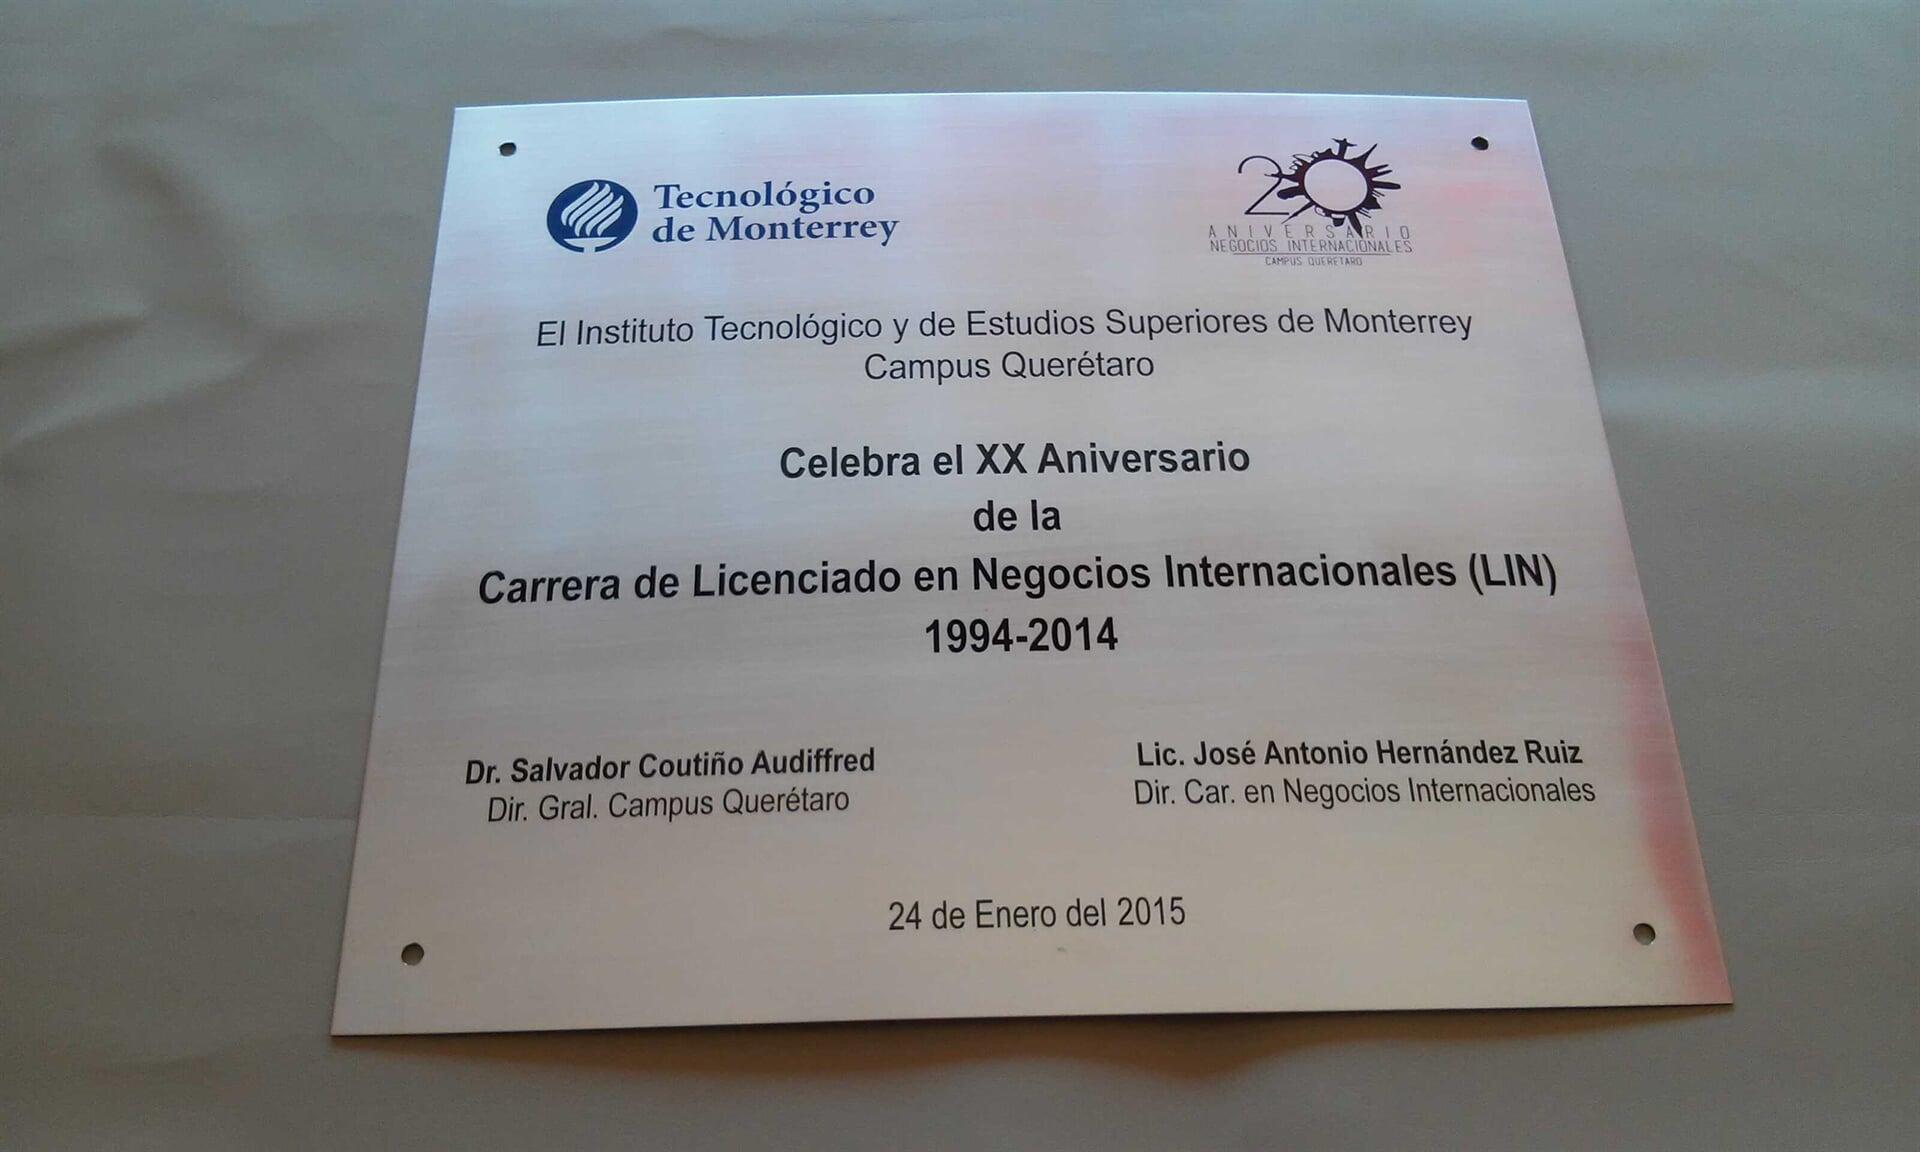 Tecnológico
de Monterrey
20
ANIVERSARIO
NEGOCIOS INTERNACIONALES
CAMPUS QUERETARO
El Instituto Tecnológico y de Estudios Superiores de Monterrey
Campus Querétaro
Celebra el XX Aniversario
de la
Carrera de Licenciado en Negocios Internacionales (LIN)
1994-2014
Dr. Salvador Coutiño Audiffred
Dir. Gral. Campus Querétaro
Lic. José Antonio Hernández Ruiz
Dir. Car. en Negocios Internacionales
24 de Enero del 2015